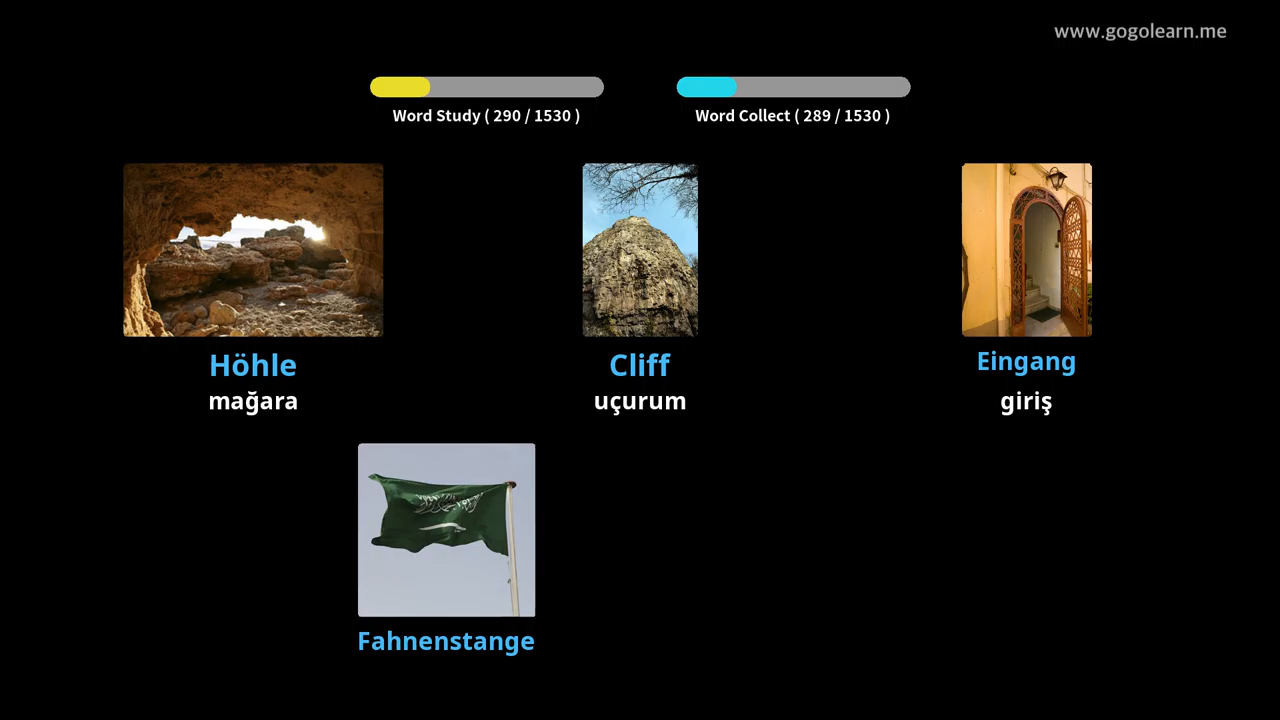 www.gogolearn.me
Word Study ( 290 / 1530 )
Word Collect ( 289 / 1530 )
Höhle
mağara
Cliff
uçurum
Eingang
giriş
Fahnenstange